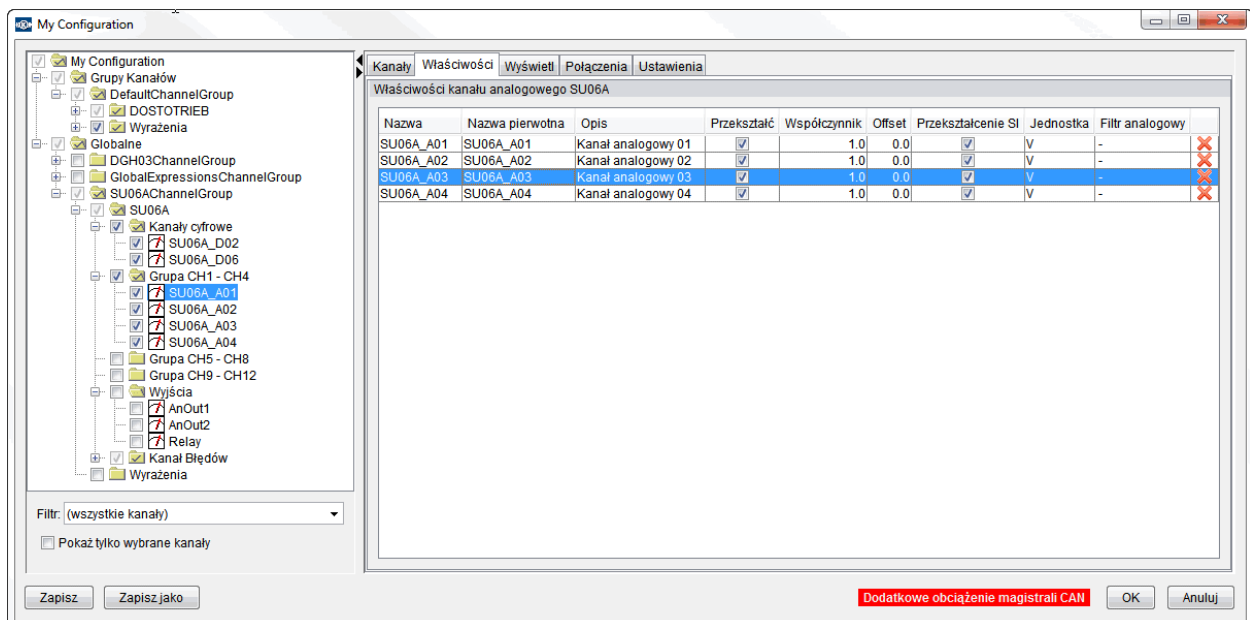 My Configuration
My Configuration
Grupy Kanałów
DefaultChannelGroup
DOSTOTRIEB
Wyrażenia
Globalne
DGH03ChannelGroup
GlobalExpressionsChannelGroup
SU06AChannelGroup
SU06A
Kanały cyfrowe
SU06A_D02
SU06A_D06
Grupa CH1 - CH4
SU06A_A01
SU06A_A02
SU06A_A03
SU06A_A04
Grupa CH5 - CH8
Grupa CH9 - CH12
Wyjścia
AnOut1
AnOut2
Relay
Kanał Błędów
Wyrażenia
Filtr: (wszystkie kanały)
Pokaż tylko wybrane kanały
Kanały Właściwości Wyświetl Połączenia Ustawienia
Właściwości kanału analogowego SU06A
Nazwa Nazwa pierwotna Opis Przekształć Współczynnik Offset Przekształcenie SI Jednostka Filtr analogowy
SU06A_A01 SU06A_A01 Kanał analogowy 01 1.0 0.0 V -
SU06A_A02 SU06A_A02 Kanał analogowy 02 1.0 0.0 V -
SU06A_A03 SU06A_A03 Kanał analogowy 03 1.0 0.0 V -
SU06A_A04 SU06A_A04 Kanał analogowy 04 1.0 0.0 V -
Zapisz Zapisz jako Dodatkowe obciążenie magistrali CAN OK Anuluj